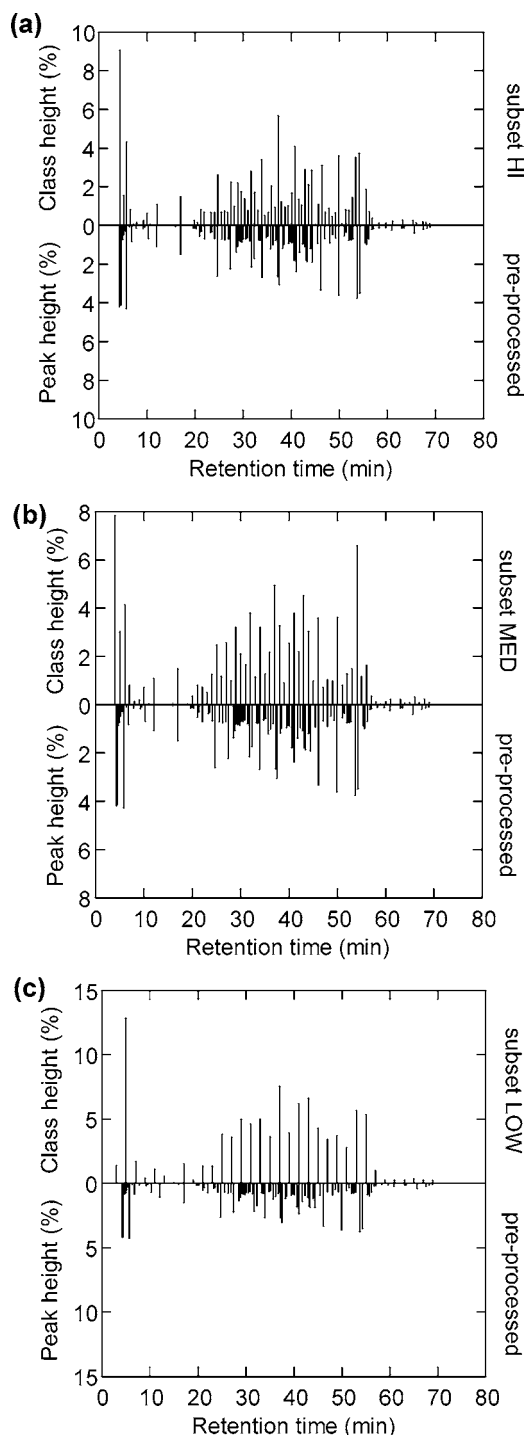 (a)
Class height (%)
Peak height (%)
10
8
6
4
2
0
2
4
6
8
10
subset HI
pre-processed
0 10 20 30 40 50 60 70 80
Retention time (min)
(b)
Class height (%)
Peak height (%)
8
6
4
2
0
2
4
6
8
subset MED
pre-processed
0 10 20 30 40 50 60 70 80
Retention time (min)
(c)
Class height (%)
Peak height (%)
15
10
5
0
5
10
15
subset LOW
pre-processed
0 10 20 30 40 50 60 70 80
Retention time (min)